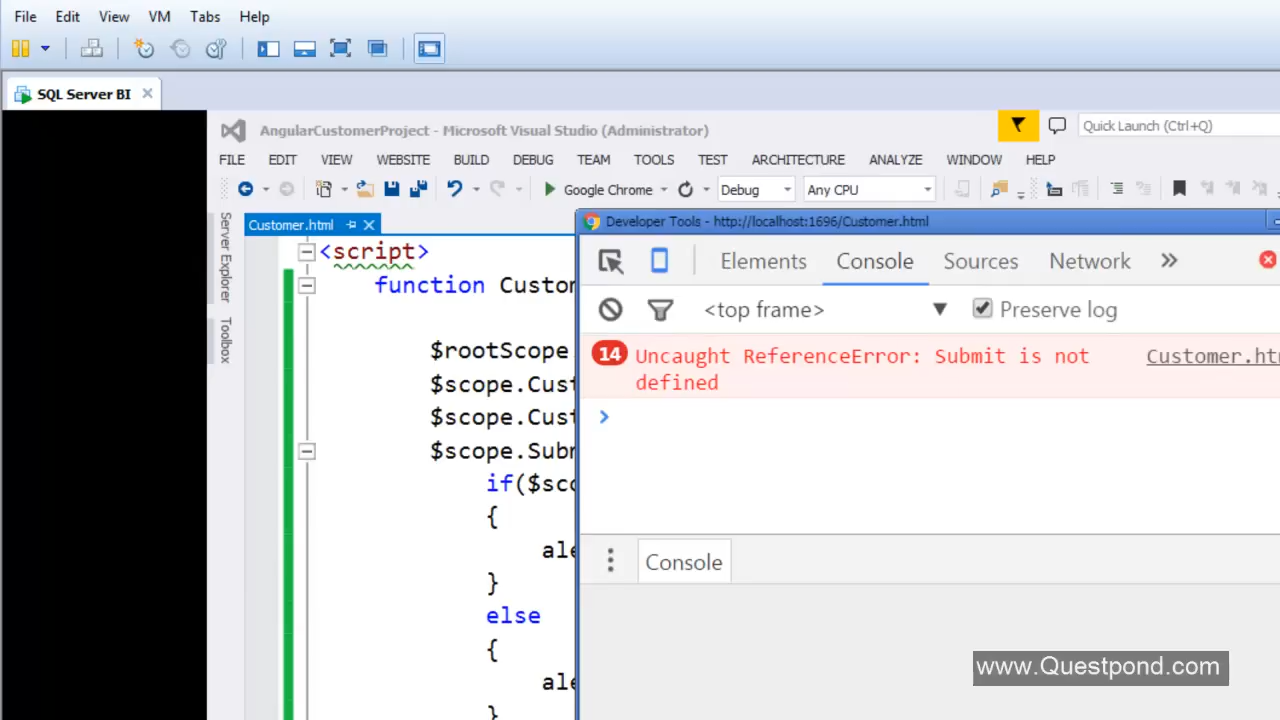 File Edit View VM Tabs Help
SQL Server BI
AngularCustomerProject - Microsoft Visual Studio (Administrator)
Quick Launch (Ctrl+Q)
FILE EDIT VIEW WEBSITE BUILD DEBUG TEAM TOOLS TEST ARCHITECTURE ANALYZE WINDOW HELP
Google Chrome Debug Any CPU
Server Explorer
Toolbox
Customer.html
<script>
function Custom
$rootScope.
$scope.Cust
$scope.Cust
$scope.Subm
if($sco
{
ale
}
else
{
ale
}
Developer Tools - http://localhost:1696/Customer.html
Elements Console Sources Network »
<top frame> Preserve log
14 Uncaught ReferenceError: Submit is not Customer.htm
defined
>
Console
www.Questpond.com